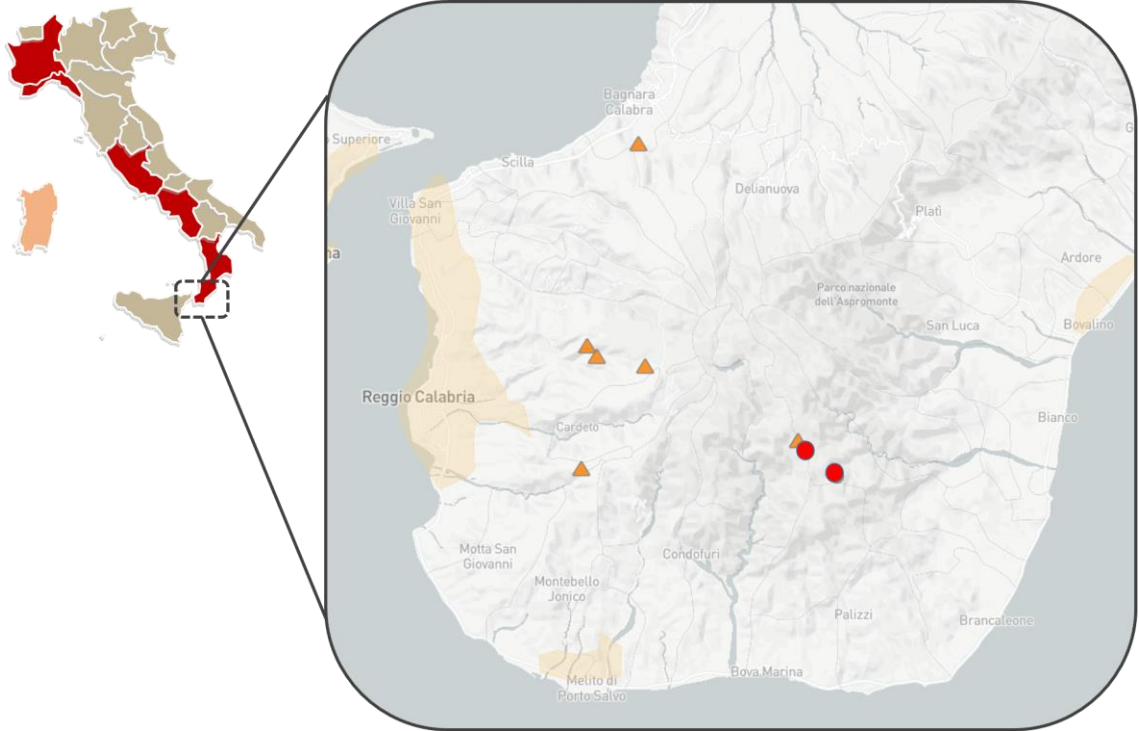 Bagnara
Calabra
Superiore
Scilla
Delianuova
Villa San
Giovanni
Platì
na
Ardore
Parco nazionale
dell'Aspromonte
San Luca
Bovalino
Reggio Calabria
Bianco
Cardeto
Motta San
Giovanni
Condofuri
Montebello
Jonico
Palizzi
Brancaleone
Bova Marina
Melito di
Porto Salvo